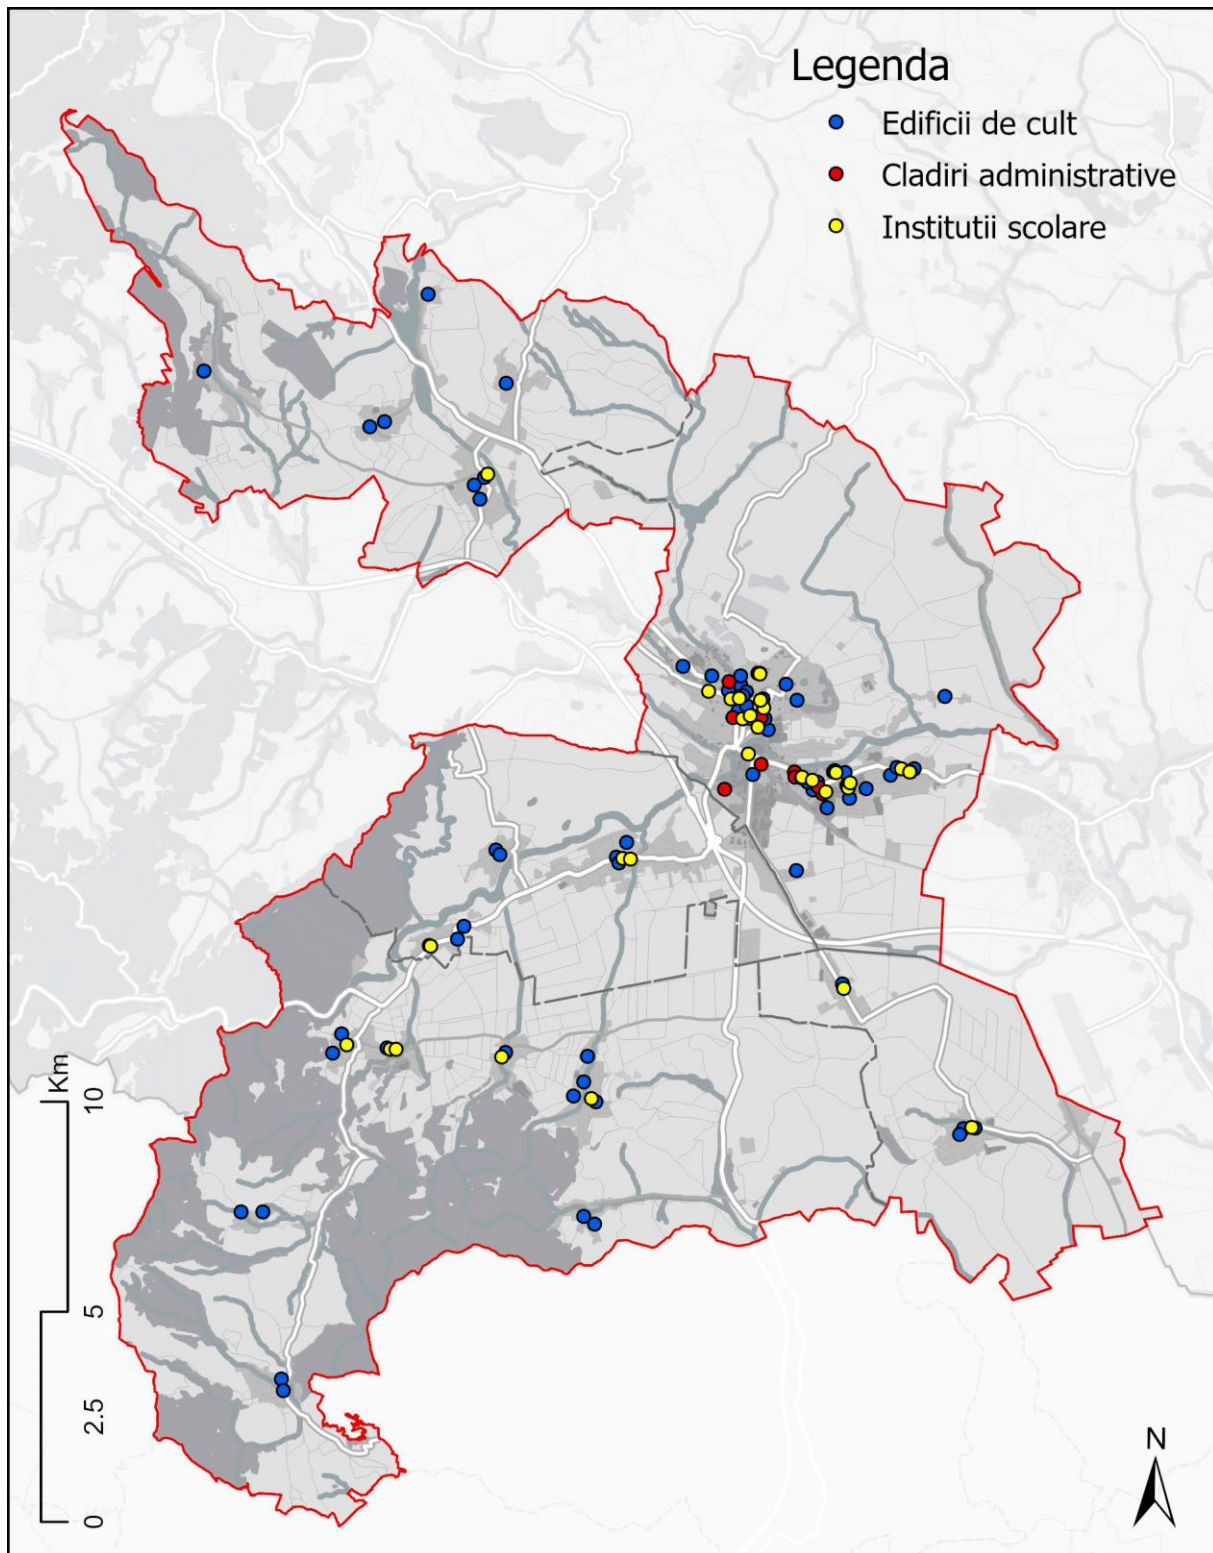 Legenda
Edificii de cult
Cladiri administrative
Institutii scolare
Km
10
5
2.5
0
N